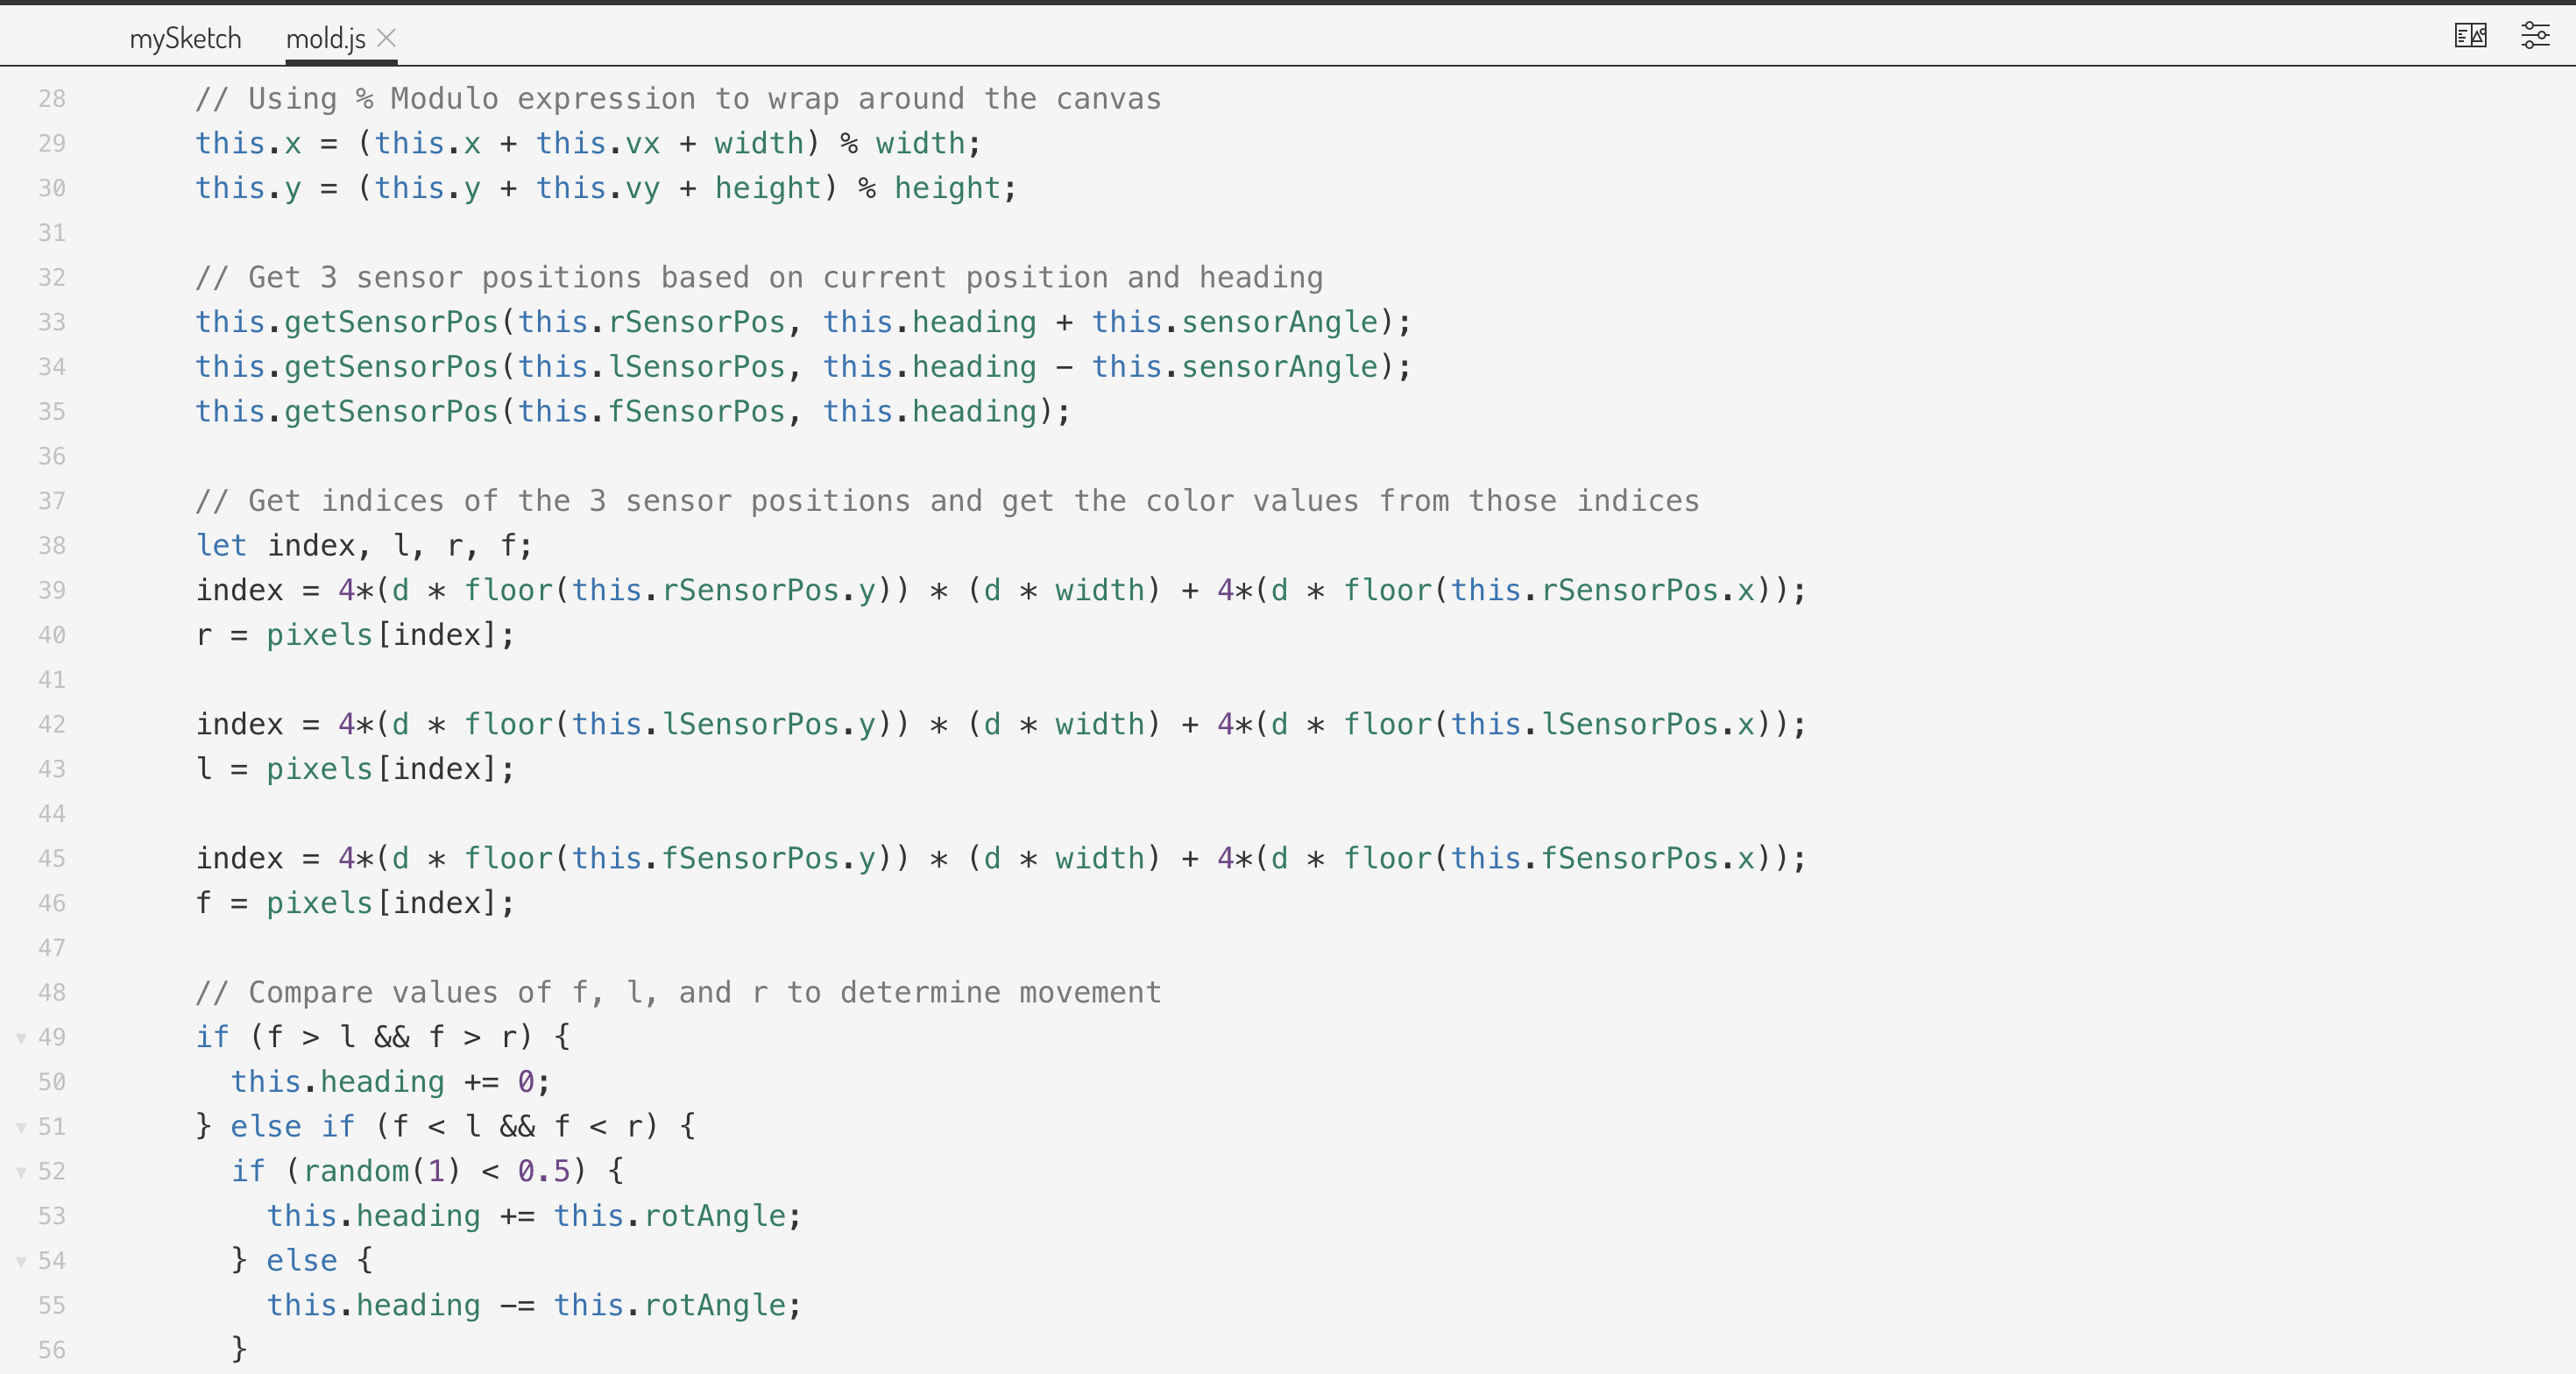 mySketch mold.js
28 // Using % Modulo expression to wrap around the canvas
29 this.x = (this.x + this.vx + width) % width;
30 this.y = (this.y + this.vy + height) % height;
31
32 // Get 3 sensor positions based on current position and heading
33 this.getSensorPos(this.rSensorPos, this.heading + this.sensorAngle);
34 this.getSensorPos(this.lSensorPos, this.heading - this.sensorAngle);
35 this.getSensorPos(this.fSensorPos, this.heading);
36
37 // Get indices of the 3 sensor positions and get the color values from those indices
38 let index, l, r, f;
39 index = 4*(d * floor(this.rSensorPos.y)) * (d * width) + 4*(d * floor(this.rSensorPos.x));
40 r = pixels[index];
41
42 index = 4*(d * floor(this.lSensorPos.y)) * (d * width) + 4*(d * floor(this.lSensorPos.x));
43 l = pixels[index];
44
45 index = 4*(d * floor(this.fSensorPos.y)) * (d * width) + 4*(d * floor(this.fSensorPos.x));
46 f = pixels[index];
47
48 // Compare values of f, l, and r to determine movement
49 if (f > l && f > r) {
50 this.heading += 0;
51 } else if (f < l && f < r) {
52 if (random(1) < 0.5) {
53 this.heading += this.rotAngle;
54 } else {
55 this.heading -= this.rotAngle;
56 }